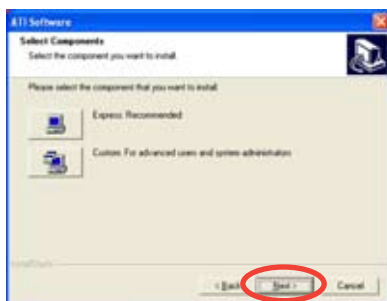 ATI Software
Select Components
Select the component you want to install.
Please select the component that you want to install
Express: Recommended
Custom: For advanced users and system administrators
InstallShield
< Back
Next >
Cancel